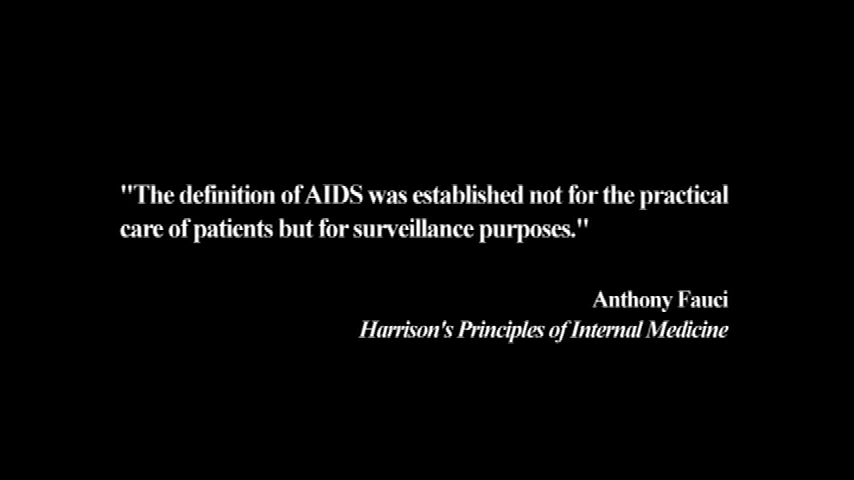 "The definition of AIDS was established not for the practical
care of patients but for surveillance purposes."
Anthony Fauci
Harrison's Principles of Internal Medicine